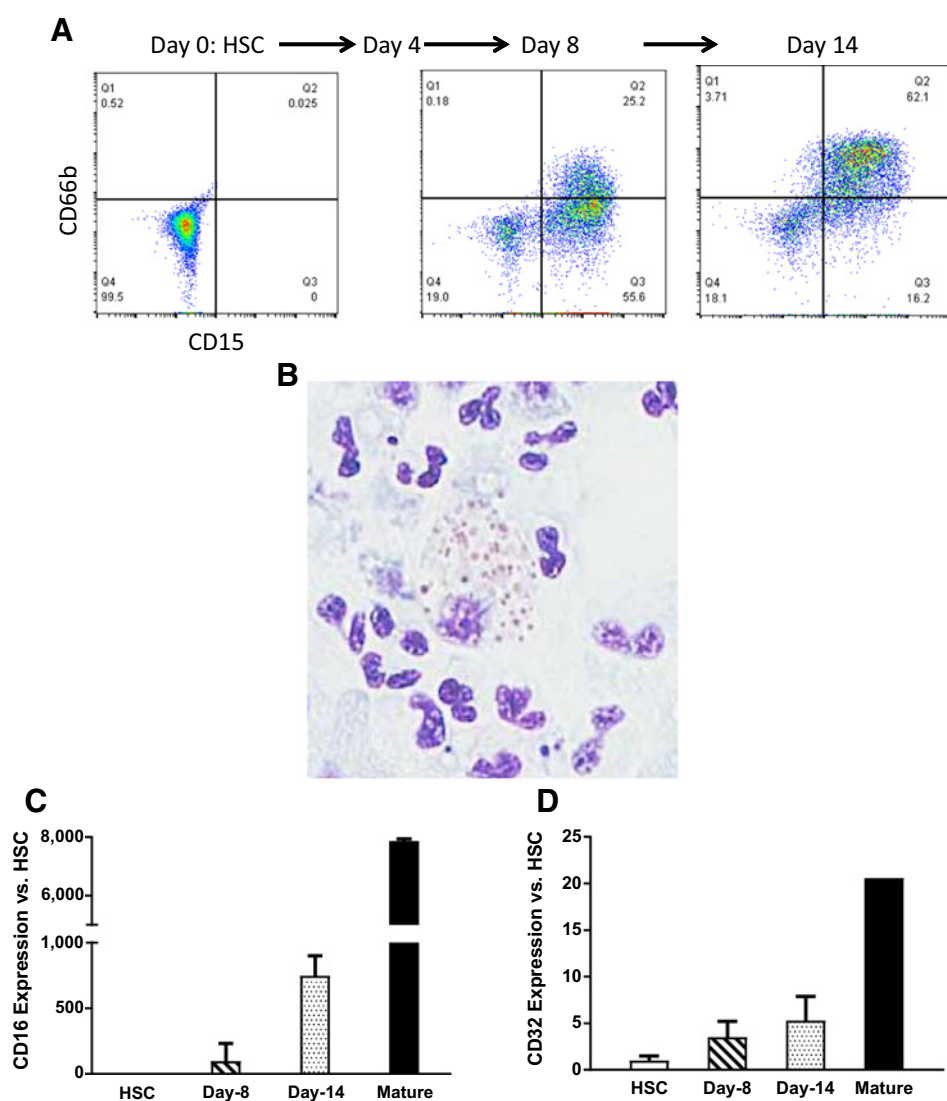 A
Day 0: HSC Day 4 Day 8 Day 14
Q1
0.52
Q2
0.025
Q4
99.5
Q3
0
Q1
0.18
Q2
25.2
Q4
19.0
Q3
55.6
Q1
3.71
Q2
62.1
Q4
18.1
Q3
16.2
CD66b
CD15
B
C
CD16 Expression vs. HSC
8,000
6,000
1,000
500
0
HSC Day-8 Day-14 Mature
D
CD32 Expression vs. HSC
25
20
15
10
5
0
HSC Day-8 Day-14 Mature